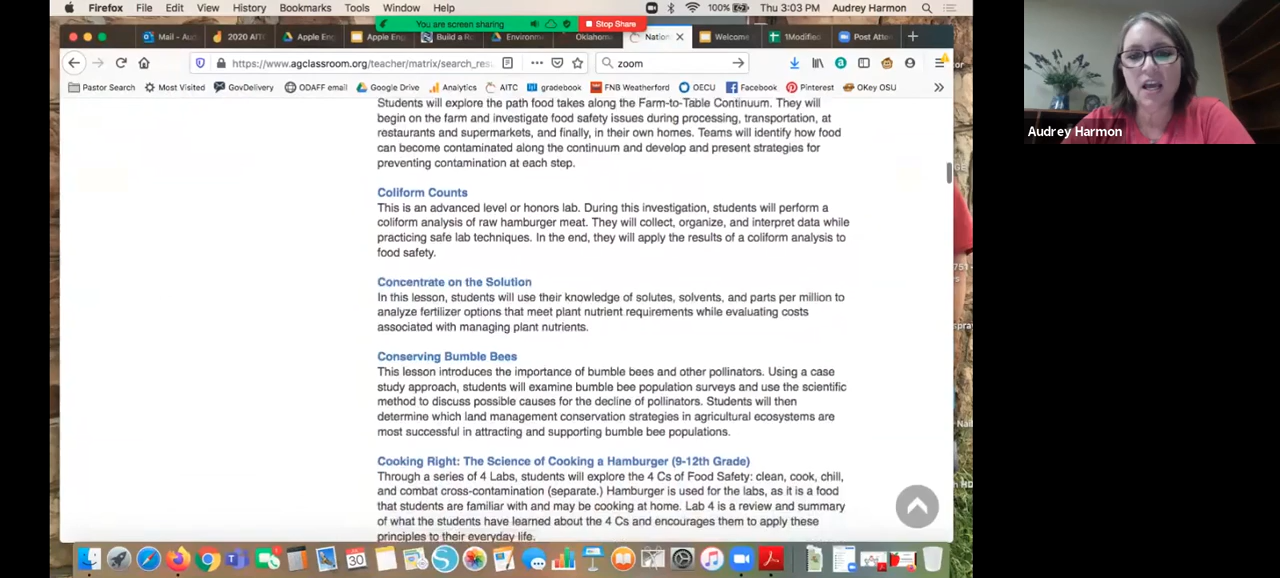 Firefox File Edit View History Bookmarks Tools Window Help 100% Thu 3:03 PM Audrey Harmon
You are screen sharing Stop Share
Mail - Au 2020 AITC Apple Eng Apple Eng Build a R Environm Oklahoma Nation Welcome 1Modified Post Atte
https://www.agclassroom.org/teacher/matrix/search_res zoom
Pastor Search Most Visited GovDelivery ODAFF email Google Drive Analytics AITC gradebook FNB Weatherford OECU Facebook Pinterest OKey OSU
Students will explore the path food takes along the Farm-to-Table Continuum. They will
begin on the farm and investigate food safety issues during processing, transportation, at
restaurants and supermarkets, and finally, in their own homes. Teams will identify how food
can become contaminated along the continuum and develop and present strategies for
preventing contamination at each step.
Coliform Counts
This is an advanced level or honors lab. During this investigation, students will perform a
coliform analysis of raw hamburger meat. They will collect, organize, and interpret data while
practicing safe lab techniques. In the end, they will apply the results of a coliform analysis to
food safety.
Concentrate on the Solution
In this lesson, students will use their knowledge of solutes, solvents, and parts per million to
analyze fertilizer options that meet plant nutrient requirements while evaluating costs
associated with managing plant nutrients.
Conserving Bumble Bees
This lesson introduces the importance of bumble bees and other pollinators. Using a case
study approach, students will examine bumble bee population surveys and use the scientific
method to discuss possible causes for the decline of pollinators. Students will then
determine which land management conservation strategies in agricultural ecosystems are
most successful in attracting and supporting bumble bee populations.
Cooking Right: The Science of Cooking a Hamburger (9-12th Grade)
Through a series of 4 Labs, students will explore the 4 Cs of Food Safety: clean, cook, chill,
and combat cross-contamination (separate.) Hamburger is used for the labs, as it is a food
that students are familiar with and may be cooking at home. Lab 4 is a review and summary
of what the students have learned about the 4 Cs and encourages them to apply these
principles to their everyday life.
30
Audrey Harmon